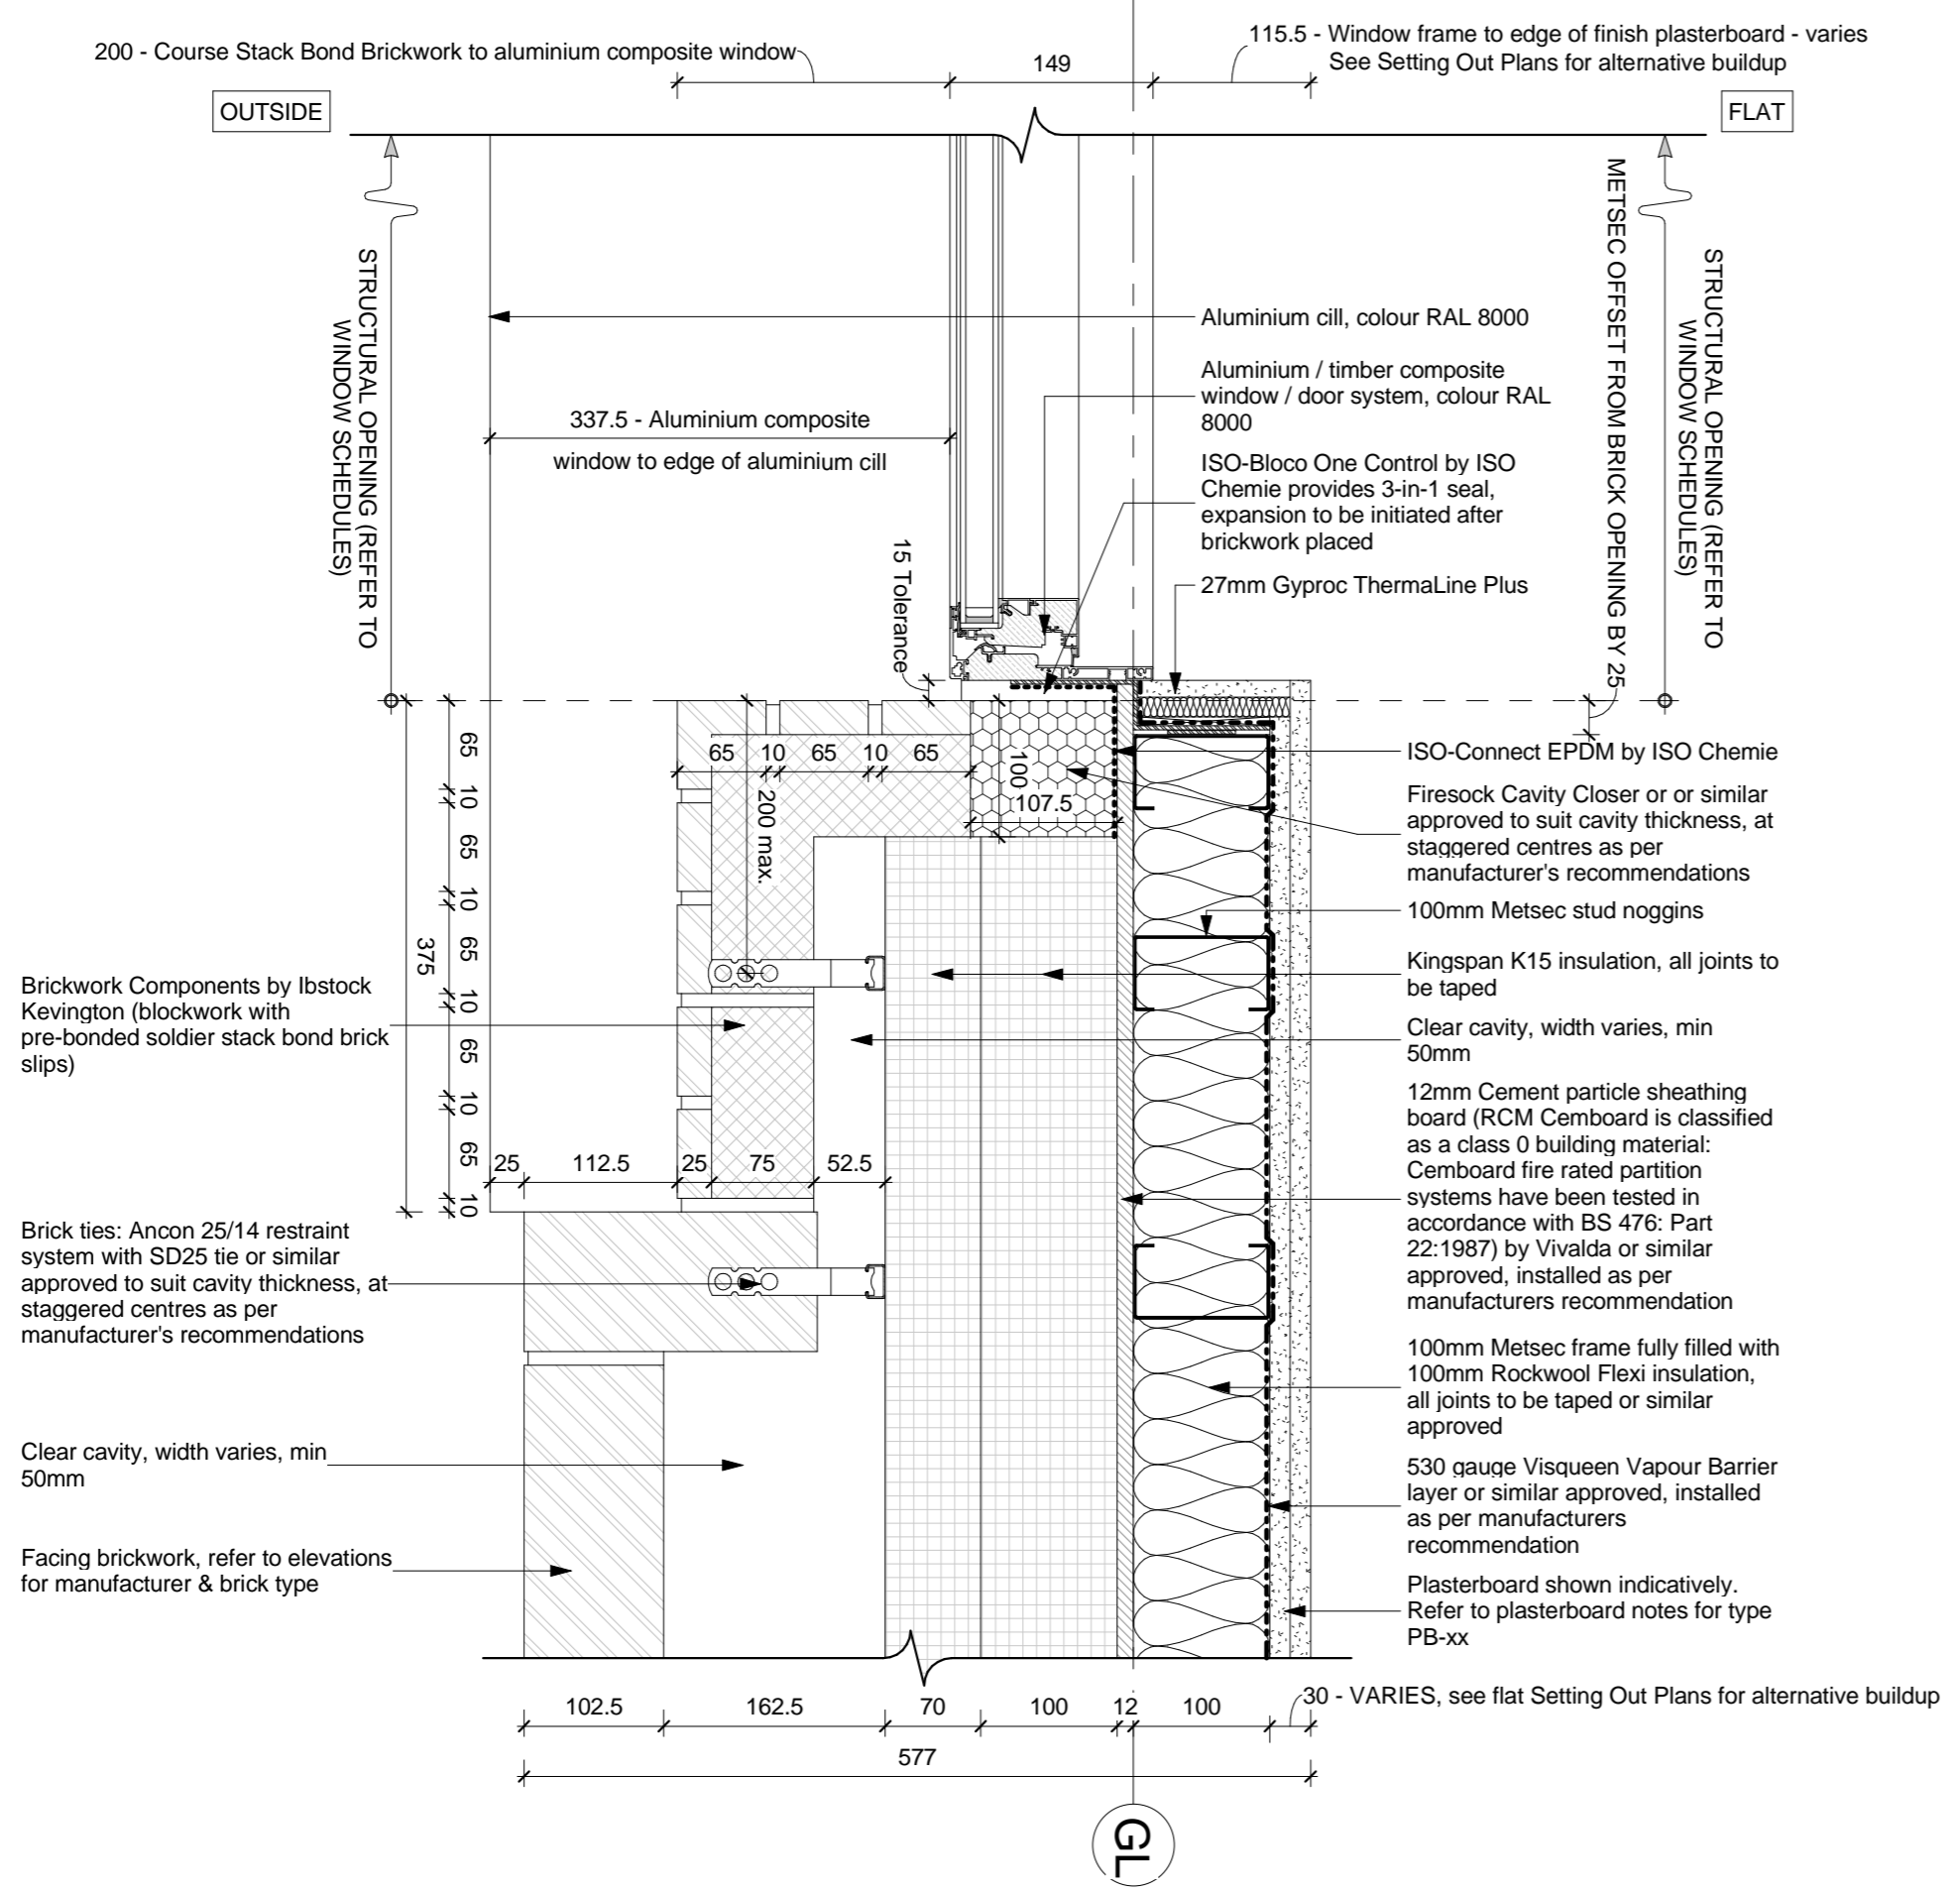 200 - Course Stack Bond Brickwork to aluminium composite window
149
115.5 - Window frame to edge of finish plasterboard - varies
See Setting Out Plans for alternative buildup
OUTSIDE
FLAT
STRUCTURAL OPENING (REFER TO
WINDOW SCHEDULES)
METSEC OFFSET FROM BRICK OPENING BY 25
STRUCTURAL OPENING (REFER TO
WINDOW SCHEDULES)
Aluminium cill, colour RAL 8000
Aluminium / timber composite
window / door system, colour RAL
8000
337.5 - Aluminium composite
window to edge of aluminium cill
ISO-Bloco One Control by ISO
Chemie provides 3-in-1 seal,
expansion to be initiated after
brickwork placed
15 Tolerance
27mm Gyproc ThermaLine Plus
65 10 65 10 65
100
107.5
200 max.
65
10
65
10
65
10
65
10
65
10
375
ISO-Connect EPDM by ISO Chemie
Firesock Cavity Closer or or similar
approved to suit cavity thickness, at
staggered centres as per
manufacturer's recommendations
100mm Metsec stud noggins
Kingspan K15 insulation, all joints to
be taped
Clear cavity, width varies, min
50mm
12mm Cement particle sheathing
board (RCM Cemboard is classified
as a class 0 building material:
Cemboard fire rated partition
systems have been tested in
accordance with BS 476: Part
22:1987) by Vivalda or similar
approved, installed as per
manufacturers recommendation
100mm Metsec frame fully filled with
100mm Rockwool Flexi insulation,
all joints to be taped or similar
approved
530 gauge Visqueen Vapour Barrier
layer or similar approved, installed
as per manufacturers
recommendation
Plasterboard shown indicatively.
Refer to plasterboard notes for type
PB-xx
Brickwork Components by Ibstock
Kevington (blockwork with
pre-bonded soldier stack bond brick
slips)
25 112.5 25 75 52.5
Brick ties: Ancon 25/14 restraint
system with SD25 tie or similar
approved to suit cavity thickness, at
staggered centres as per
manufacturer's recommendations
Clear cavity, width varies, min
50mm
Facing brickwork, refer to elevations
for manufacturer & brick type
102.5 162.5 70 100 12 100
30 - VARIES, see flat Setting Out Plans for alternative buildup
577
GL